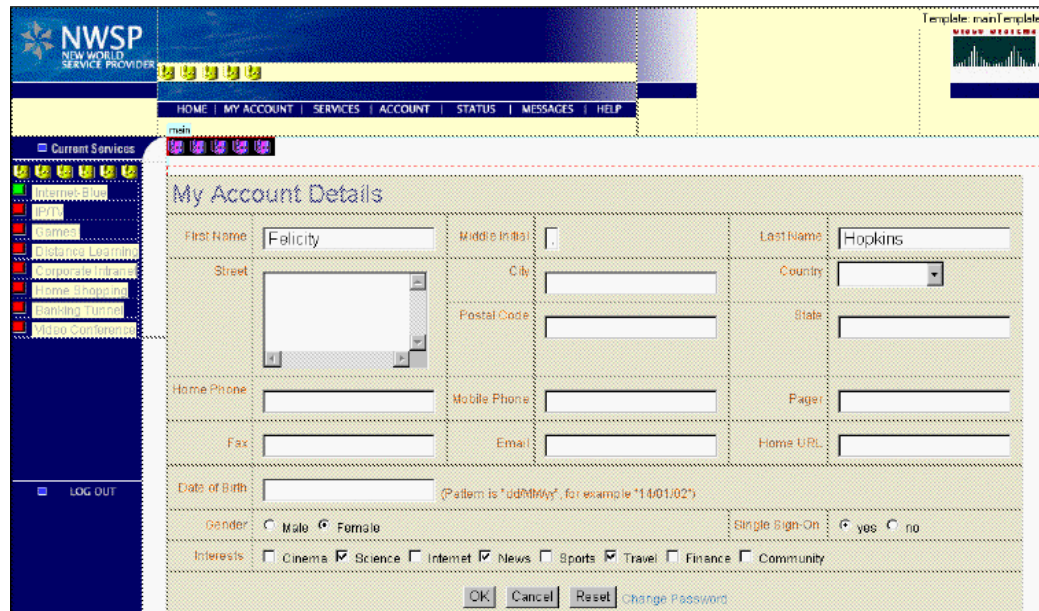 Template: mainTemplate
NWSP
NEW WORLD
SERVICE PROVIDER
HOME | MY ACCOUNT | SERVICES | ACCOUNT | STATUS | MESSAGES | HELP
main
Current Services
Internet-Blue
IP/TV
Games
Distance Learning
Corporate Intranet
Home Shopping
Banking Tunnel
Video Conference
LOG OUT
My Account Details
First Name Felicity Middle Initial . Last Name Hopkins
Street City Country
Postal Code State
Home Phone Mobile Phone Pager
Fax Email Home URL
Date of Birth (Pattern is "dd/MM/yy", for example "14/01/02")
Gender Male Female Single Sign-On yes no
Interests Cinema Science Internet News Sports Travel Finance Community
OK Cancel Reset Change Password